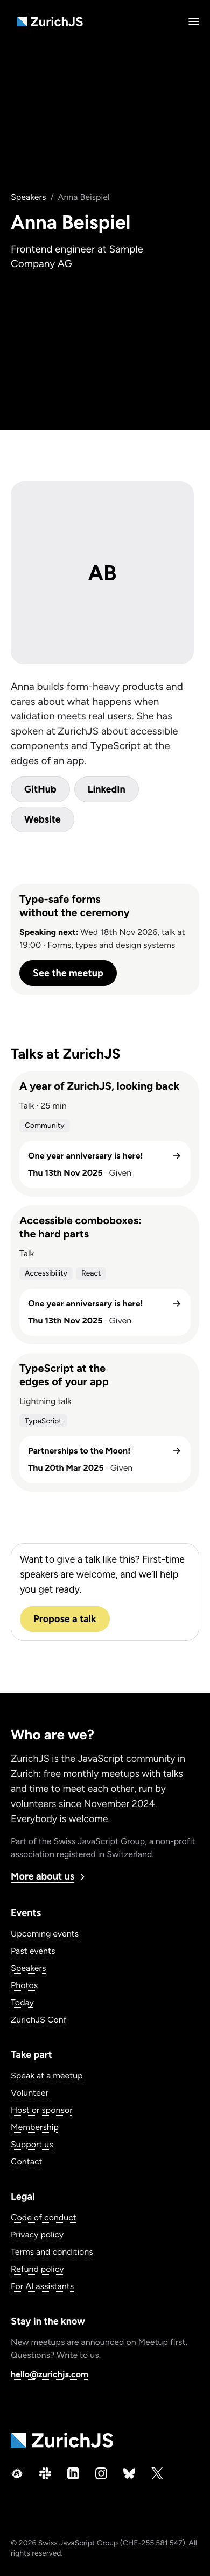 ZurichJS
Speakers / Anna Beispiel
Anna Beispiel
Frontend engineer at Sample
Company AG
AB
Anna builds form-heavy products and
cares about what happens when
validation meets real users. She has
spoken at ZurichJS about accessible
components and TypeScript at the
edges of an app.
GitHub
LinkedIn
Website
Type-safe forms
without the ceremony
Speaking next: Wed 18th Nov 2026, talk at
19:00 · Forms, types and design systems
See the meetup
Talks at ZurichJS
A year of ZurichJS, looking back
Talk · 25 min
Community
One year anniversary is here!
Thu 13th Nov 2025 · Given
Accessible comboboxes:
the hard parts
Talk
Accessibility
React
One year anniversary is here!
Thu 13th Nov 2025 · Given
TypeScript at the
edges of your app
Lightning talk
TypeScript
Partnerships to the Moon!
Thu 20th Mar 2025 · Given
Want to give a talk like this? First-time
speakers are welcome, and we'll help
you get ready.
Propose a talk
Who are we?
ZurichJS is the JavaScript community in
Zurich: free monthly meetups with talks
and time to meet each other, run by
volunteers since November 2024.
Everybody is welcome.
Part of the Swiss JavaScript Group, a non-profit
association registered in Switzerland.
More about us
Events
Upcoming events
Past events
Speakers
Photos
Today
ZurichJS Conf
Take part
Speak at a meetup
Volunteer
Host or sponsor
Membership
Support us
Contact
Legal
Code of conduct
Privacy policy
Terms and conditions
Refund policy
For AI assistants
Stay in the know
New meetups are announced on Meetup first.
Questions? Write to us.
hello@zurichjs.com
ZurichJS
© 2026 Swiss JavaScript Group (CHE-255.581.547). All
rights reserved.